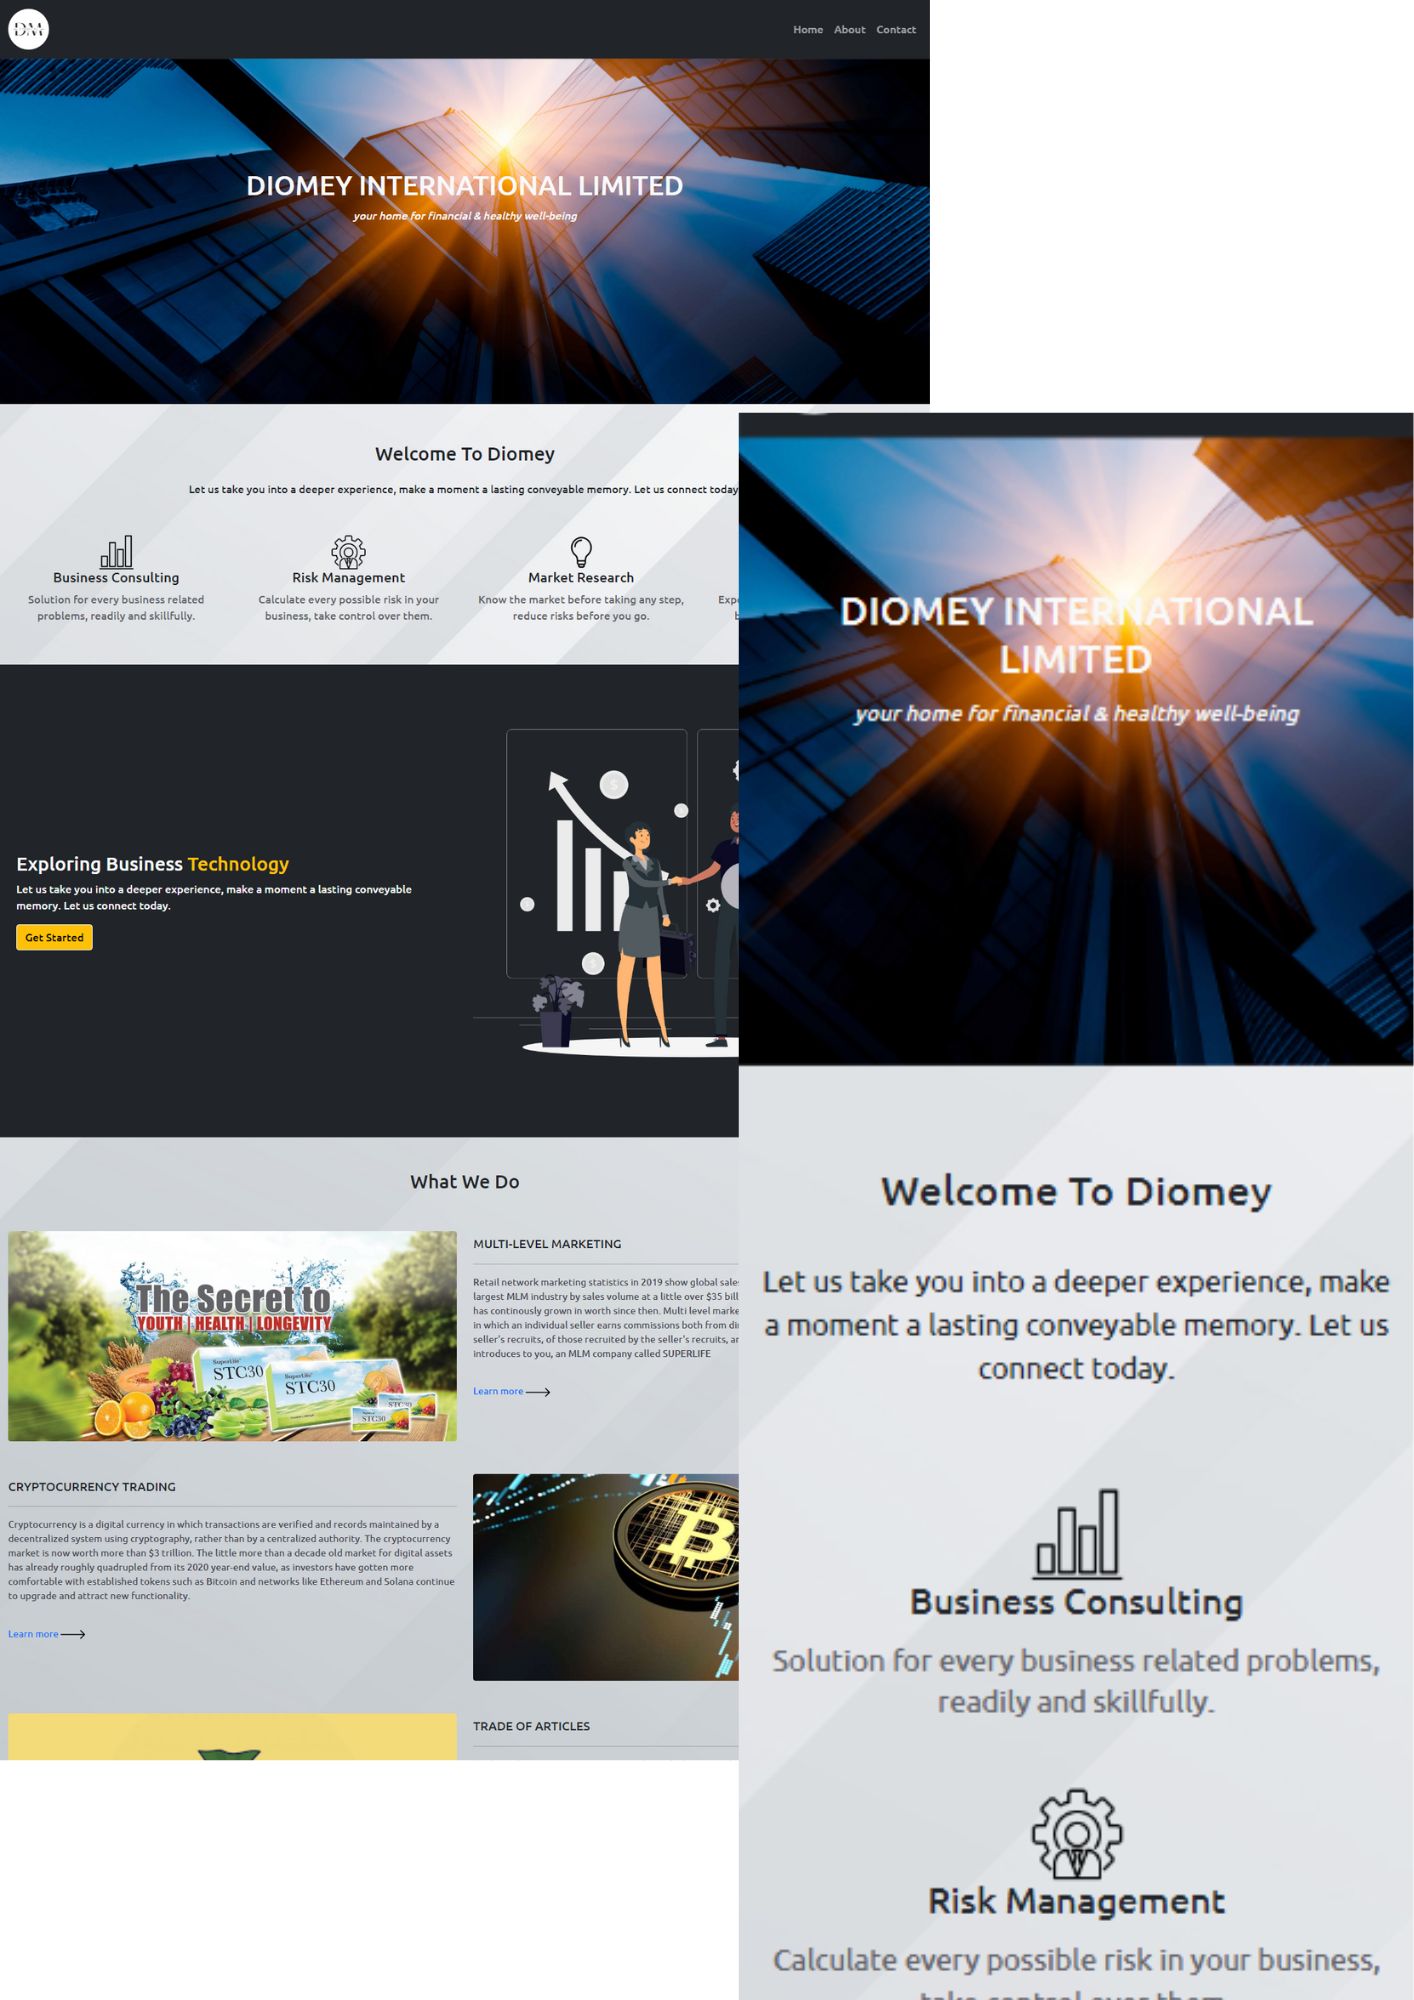 DM
Home About Contact
DIOMEY INTERNATIONAL LIMITED
your home for financial & healthy well-being
Welcome To Diomey
Let us take you into a deeper experience, make a moment a lasting conveyable memory. Let us connect today
Business Consulting
Solution for every business related
problems, readily and skillfully.
Risk Management
Calculate every possible risk in your
business, take control over them.
Market Research
Know the market before taking any step,
reduce risks before you go.
Exploring Business Technology
Let us take you into a deeper experience, make a moment a lasting conveyable
memory. Let us connect today.
Get Started
What We Do
The Secret to
YOUTH | HEALTH | LONGEVITY
SuperLife
STC30
SuperLife
STC30
STC30
STC30
MULTI-LEVEL MARKETING
Retail network marketing statistics in 2019 show global sale
largest MLM industry by sales volume at a little over $35 bill
has continously grown in worth since then. Multi level marke
in which an individual seller earns commissions both from di
seller's recruits, of those recruited by the seller's recruits,
introduces to you, an MLM company called SUPERLIFE
Learn more
CRYPTOCURRENCY TRADING
Cryptocurrency is a digital currency in which transactions are verified and records maintained by a
decentralized system using cryptography, rather than by a centralized authority. The cryptocurrency
market is now worth more than $3 trillion. The little more than a decade old market for digital assets
has already roughly quadrupled from its 2020 year-end value, as investors have gotten more
comfortable with established tokens such as Bitcoin and networks like Ethereum and Solana continue
to upgrade and attract new functionality.
Learn more
TRADE OF ARTICLES
DIOMEY INTERNATIONAL
LIMITED
your home for financial & healthy well-being
Welcome To Diomey
Let us take you into a deeper experience, make
a moment a lasting conveyable memory. Let us
connect today.
Business Consulting
Solution for every business related problems,
readily and skillfully.
Risk Management
Calculate every possible risk in your business,
take control over them.